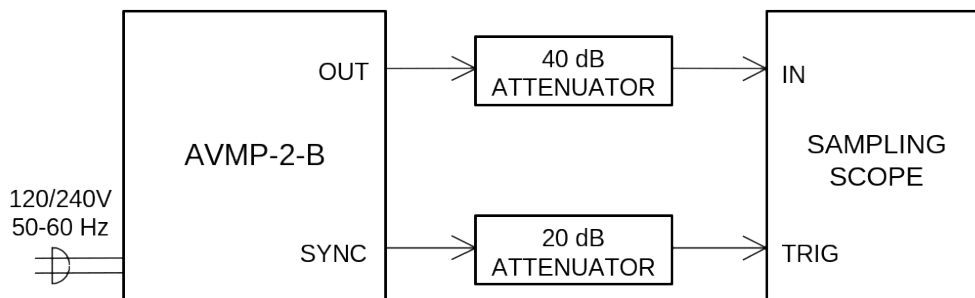 OUT
40 dB
ATTENUATOR
IN
AVMP-2-B
SAMPLING
SCOPE
120/240V
50-60 Hz
SYNC
20 dB
ATTENUATOR
TRIG